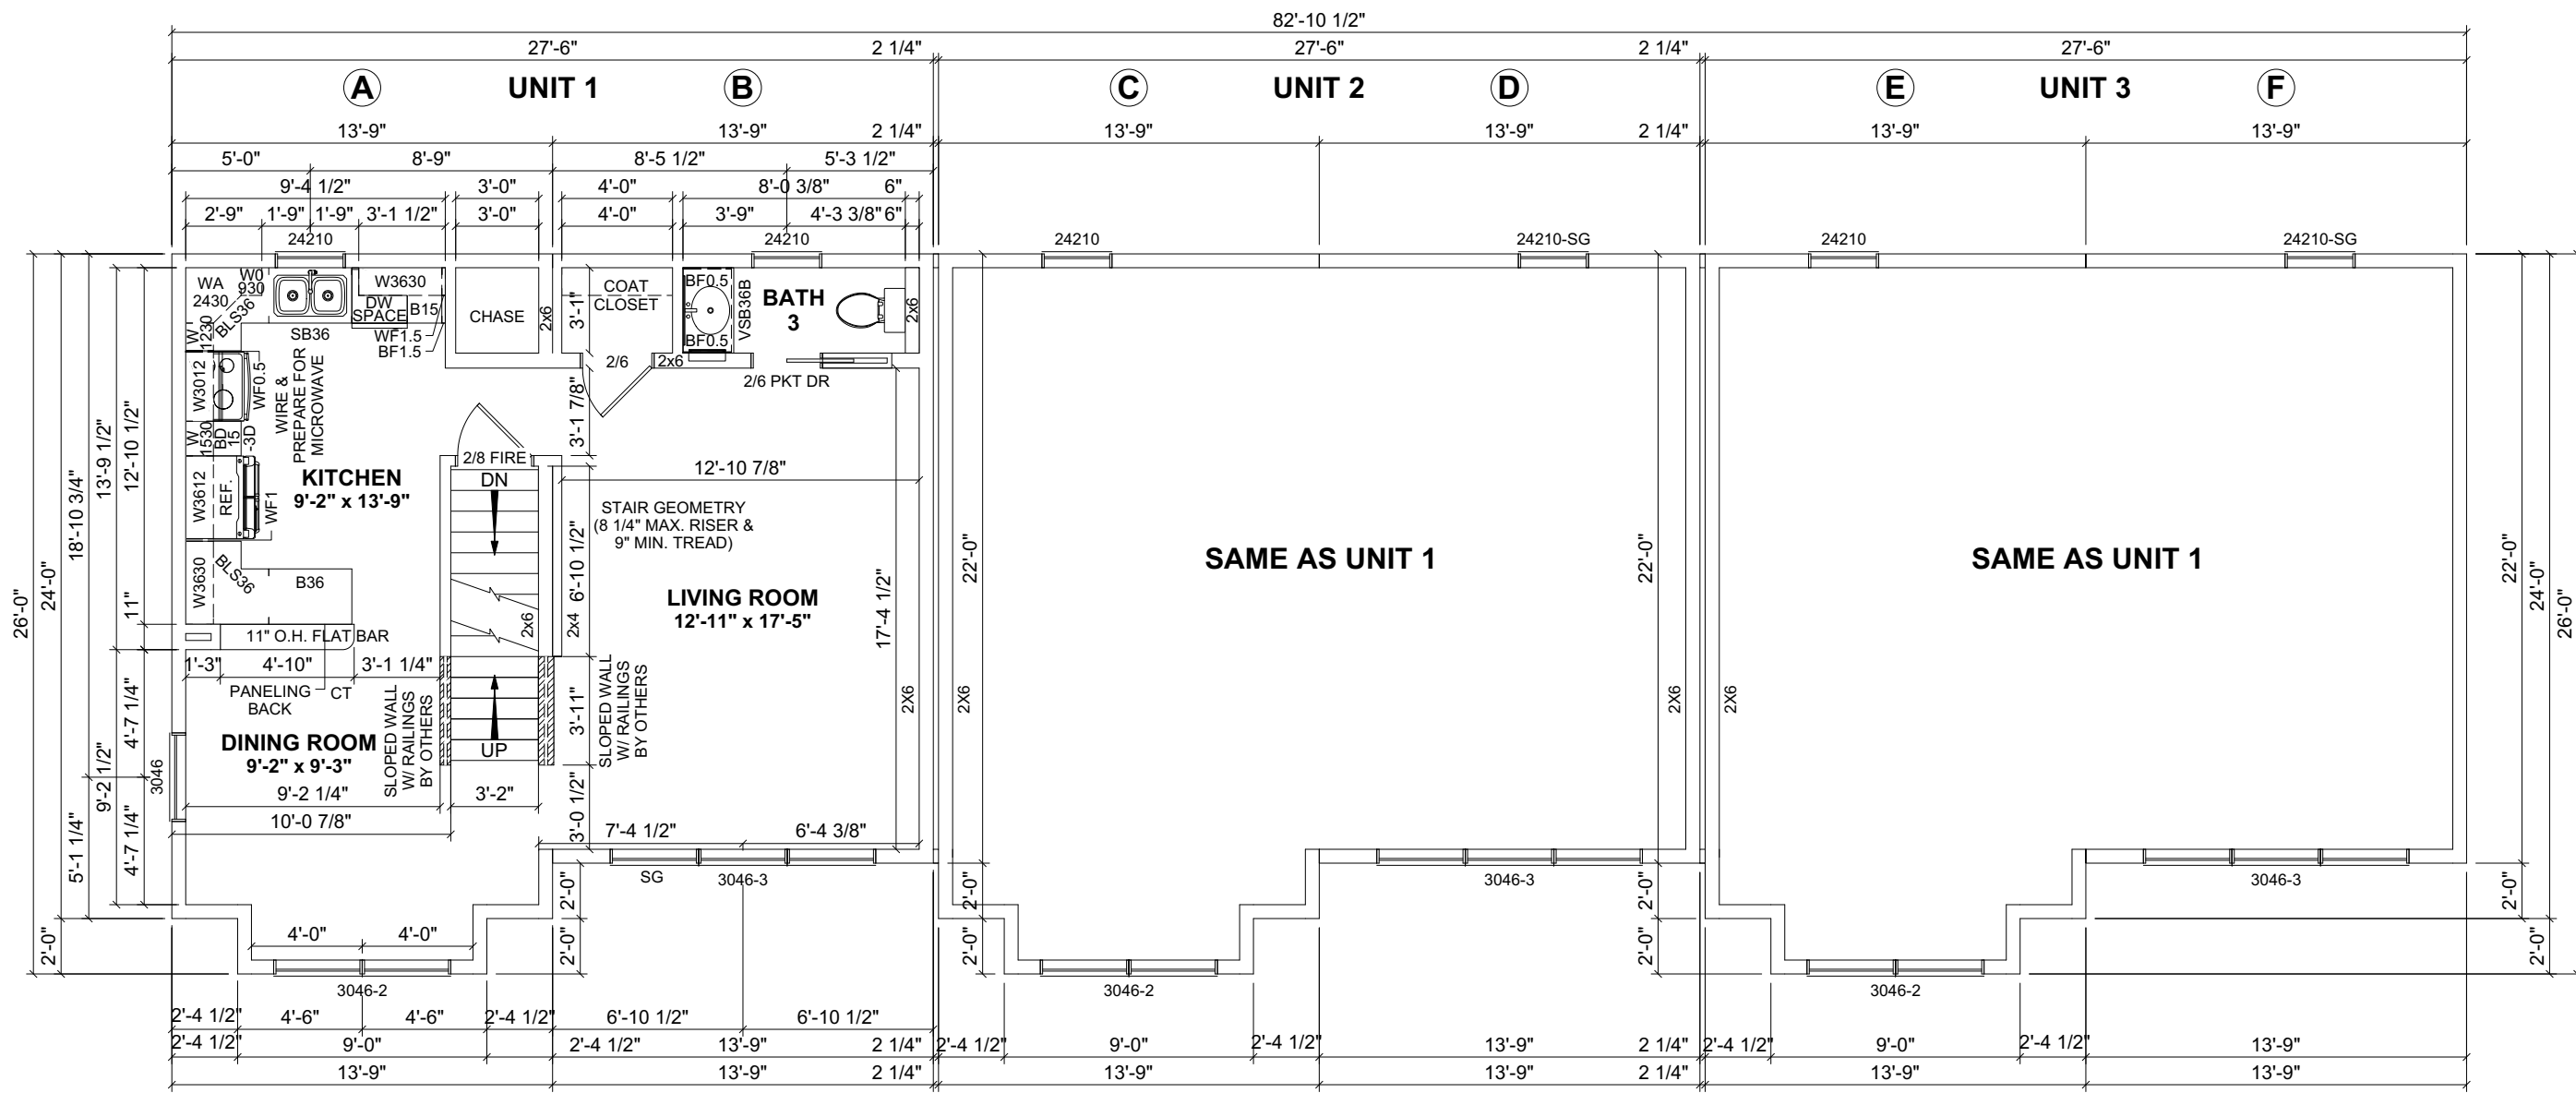 82'-10 1/2"
27'-6" 2 1/4" 27'-6" 2 1/4" 27'-6"
A UNIT 1 B C UNIT 2 D E UNIT 3 F
13'-9" 13'-9" 2 1/4" 13'-9" 13'-9" 2 1/4" 13'-9" 13'-9"
5'-0" 8'-9" 8'-5 1/2" 5'-3 1/2"
9'-4 1/2" 3'-0" 4'-0" 8'-0 3/8" 6"
2'-9" 1'-9" 1'-9" 3'-1 1/2" 3'-0" 4'-0" 3'-9" 4'-3 3/8" 6"
24210 24210 24210 24210-SG 24210 24210-SG
WA
2430
W0
930
BLS36
W
1230
SB36
W3630
DW
SPACE
B15
WF1.5
BF1.5
CHASE
2x6
3'-1"
COAT
CLOSET
BF0.5
BF0.5
VSB36B
BATH
3
2x6
2/6
2x6
2/6 PKT DR
W3012
WF0.5
WIRE &
PREPARE FOR
MICROWAVE
W
1530
BD
15
-3D
W3612
REF.
WF1
KITCHEN
9'-2" x 13'-9"
W3630
BLS36
B36
11" O.H. FLAT BAR
1'-3" 4'-10" 3'-1 1/4"
PANELING
BACK
CT
2/8 FIRE
DN
3'-1 7/8"
12'-10 7/8"
STAIR GEOMETRY
(8 1/4" MAX. RISER &
9" MIN. TREAD)
6'-10 1/2"
2x6
2x4
LIVING ROOM
12'-11" x 17'-5"
17'-4 1/2"
2X6
3'-11"
SLOPED WALL
W/ RAILINGS
BY OTHERS
SLOPED WALL
W/ RAILINGS
BY OTHERS
UP
DINING ROOM
9'-2" x 9'-3"
9'-2 1/4" 3'-2"
10'-0 7/8"
3'-0 1/2"
7'-4 1/2" 6'-4 3/8"
SG 3046-3
3046
26'-0"
24'-0"
2'-0"
18'-10 3/4"
5'-1 1/4"
13'-9 1/2"
9'-2 1/2"
12'-10 1/2"
11"
4'-7 1/4"
4'-7 1/4"
2'-0"
2'-0"
4'-0" 4'-0"
3046-2
22'-0"
2X6
SAME AS UNIT 1
22'-0"
2X6
2'-0"
2'-0"
2'-0"
2'-0"
3046-2
3046-3
2X6
SAME AS UNIT 1
3046-2
3046-3
22'-0"
24'-0"
26'-0"
2'-0"
2'-0"
2'-4 1/2" 4'-6" 4'-6" 2'-4 1/2" 6'-10 1/2" 6'-10 1/2"
2'-4 1/2" 9'-0" 2'-4 1/2" 13'-9" 2 1/4" 2'-4 1/2" 9'-0" 2'-4 1/2" 13'-9" 2 1/4" 2'-4 1/2" 9'-0" 2'-4 1/2" 13'-9"
13'-9" 13'-9" 2 1/4" 13'-9" 13'-9" 2 1/4" 13'-9" 13'-9"